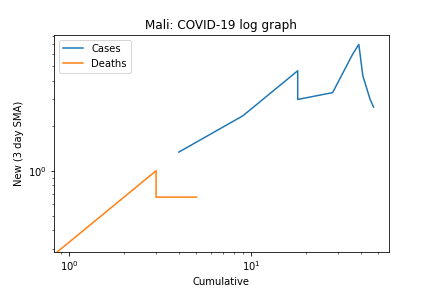 Mali: COVID-19 log graph
Cases
Deaths
New (3 day SMA)
10⁰
10⁰
10¹
Cumulative